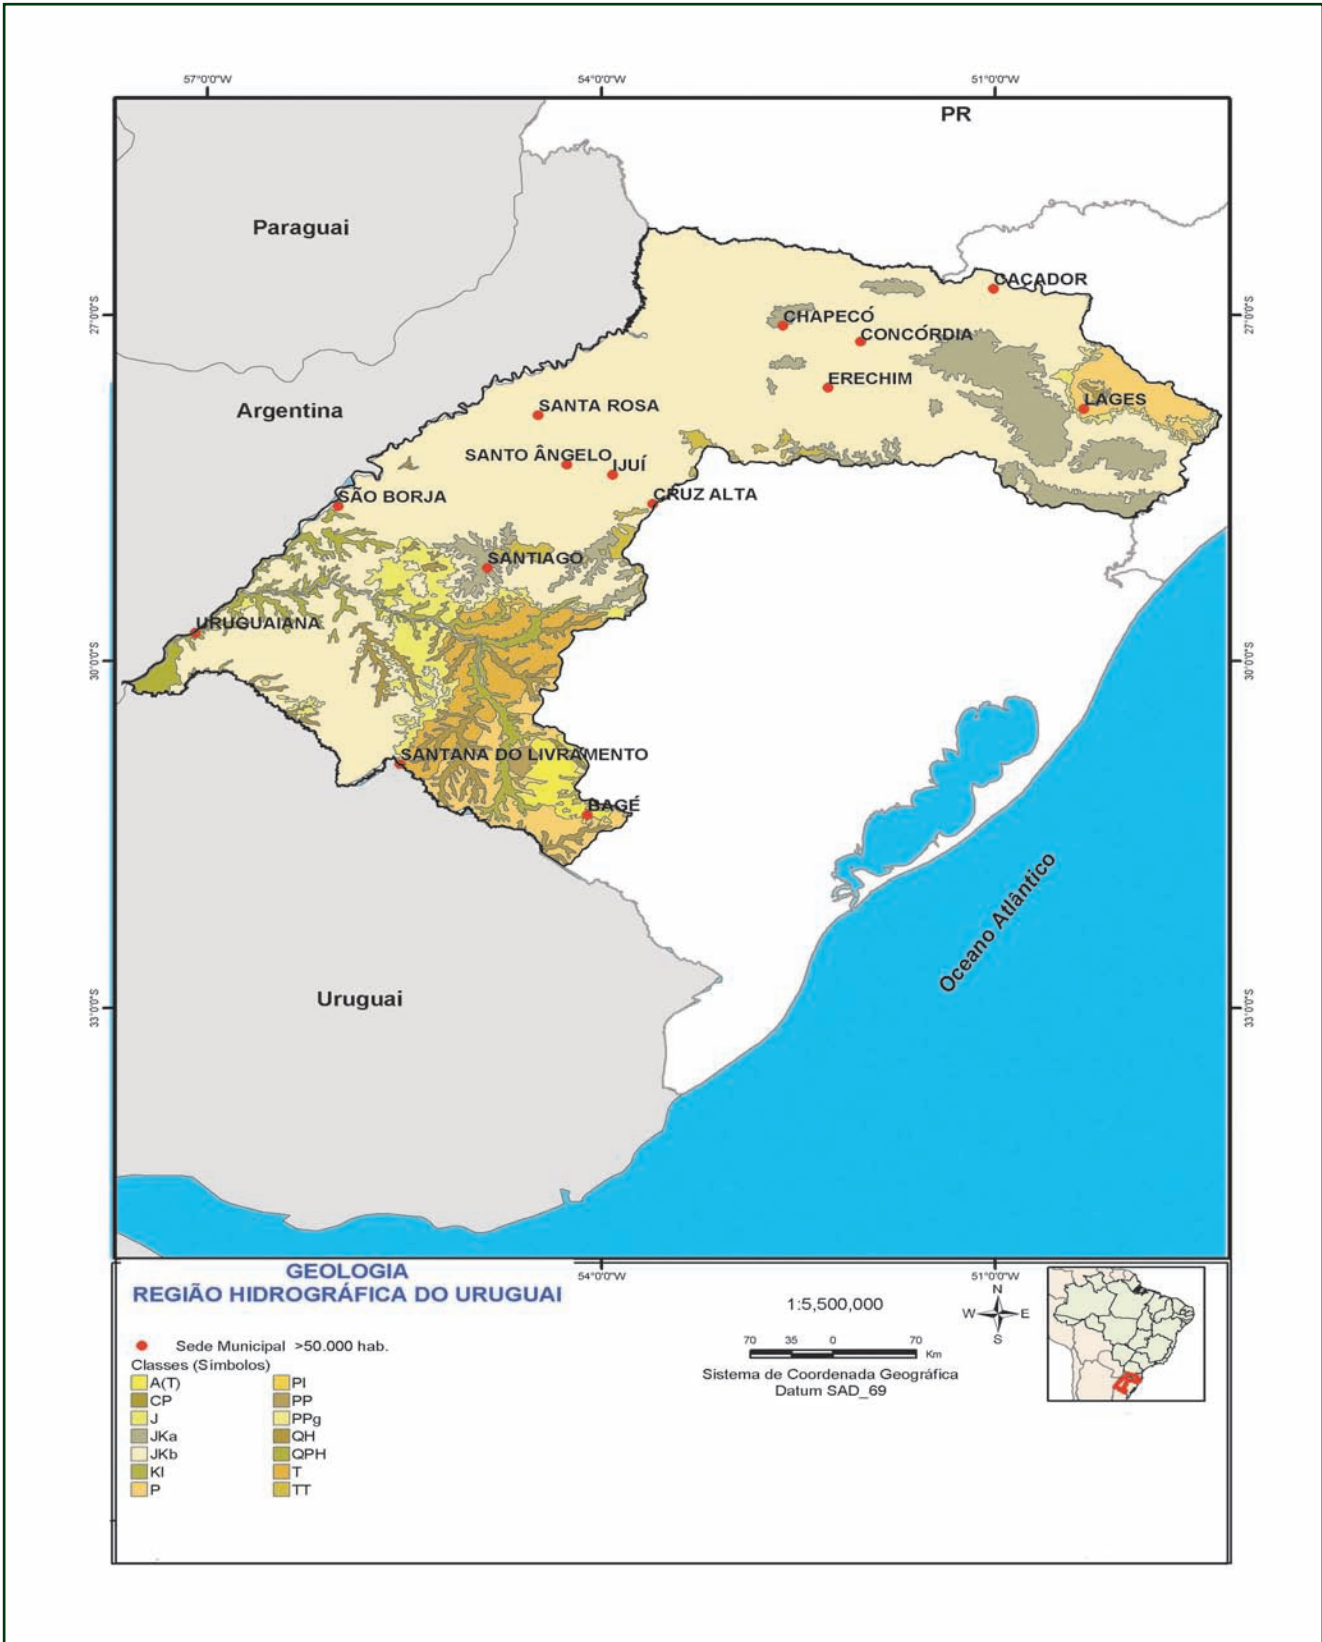 57°0'0"W
54°0'0"W
51°0'0"W
PR
Paraguai
CAÇADOR
27°0'0"S
27°0'0"S
CHAPECÓ
CONCÓRDIA
ERECHIM
LAGES
Argentina
SANTA ROSA
SANTO ÂNGELO
IJUÍ
SÃO BORJA
CRUZ ALTA
SANTIAGO
URUGUAIANA
30°0'0"S
30°0'0"S
SANTANA DO LIVRAMENTO
BAGÉ
Oceano Atlântico
Uruguai
33°0'0"S
33°0'0"S
54°0'0"W
51°0'0"W
GEOLOGIA
REGIÃO HIDROGRÁFICA DO URUGUAI
Sede Municipal >50.000 hab.
Classes (Símbolos)
A(T)
CP
J
JKa
JKb
KI
P
PI
PP
PPg
QH
QPH
T
TT
1:5,500,000
70 35 0 70
Km
Sistema de Coordenada Geográfica
Datum SAD_69
N
W E
S